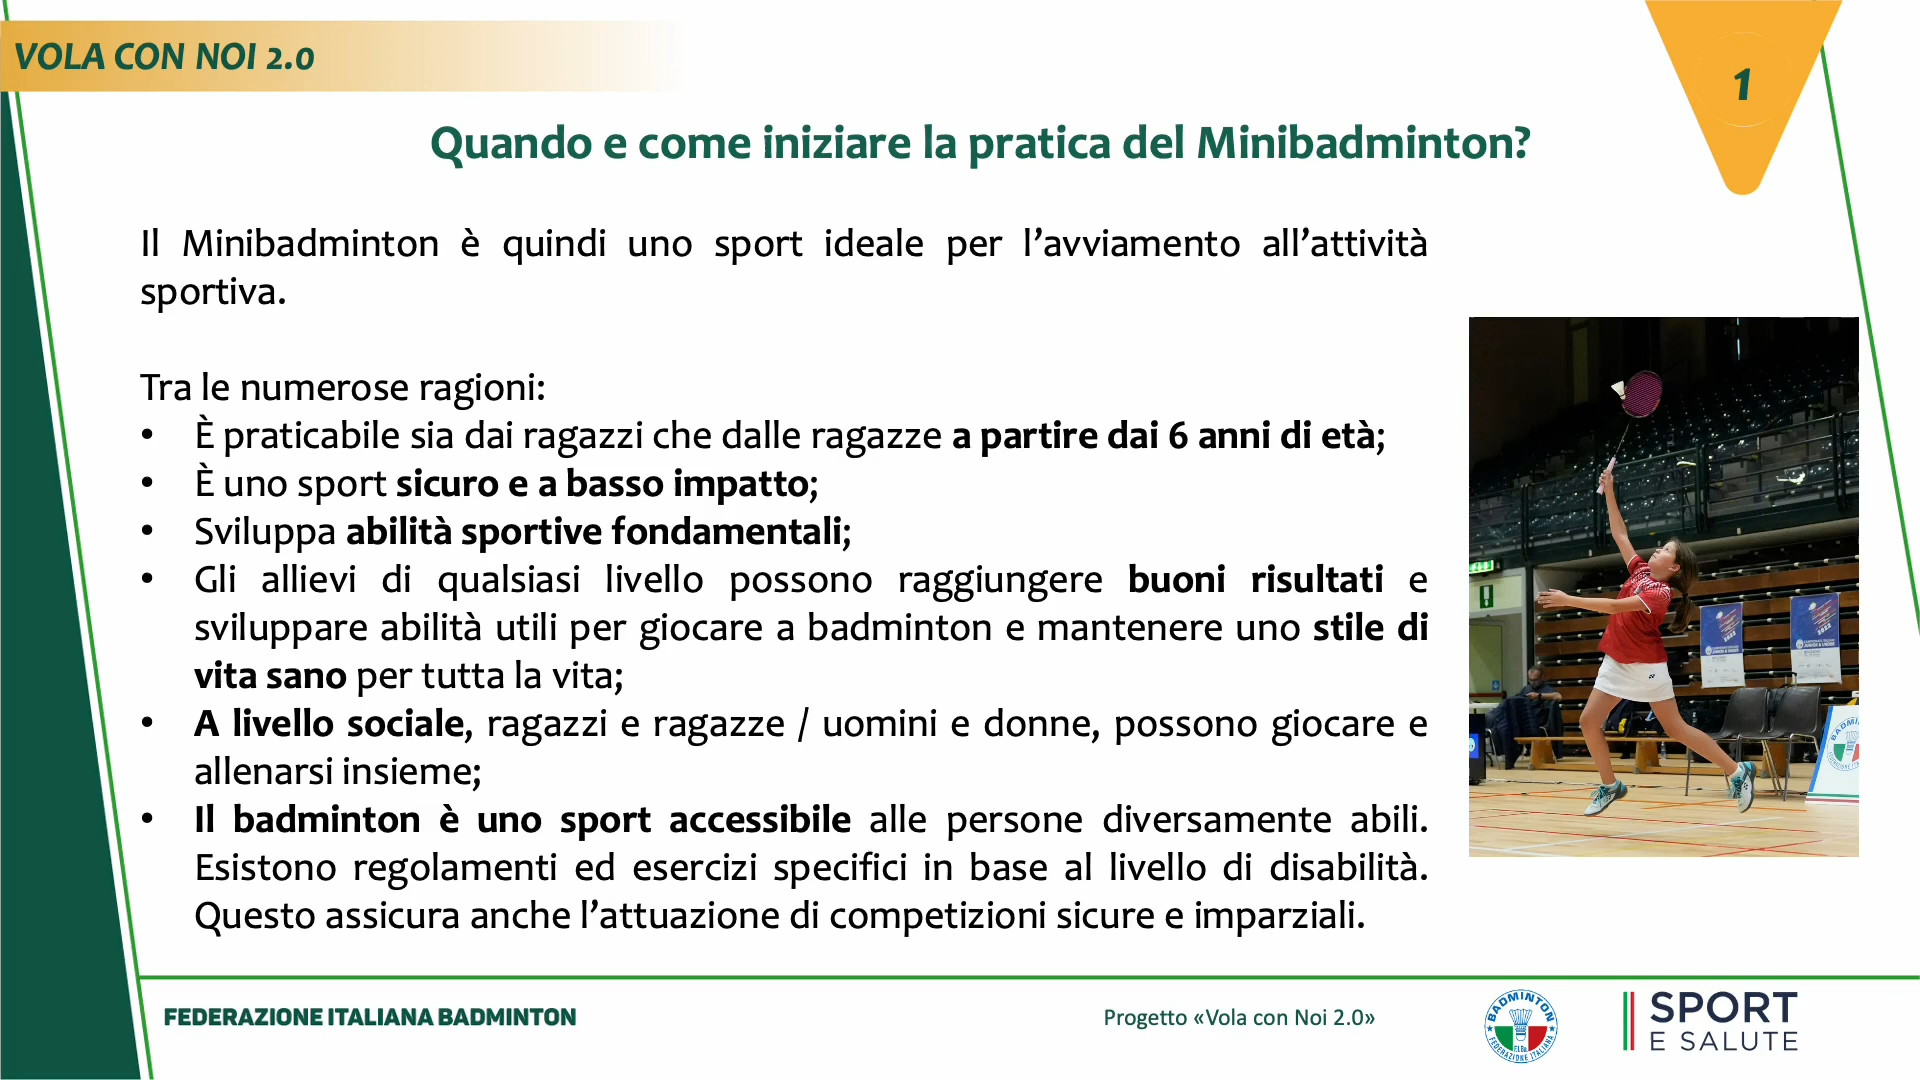 VOLA CON NOI 2.0
1
Quando e come iniziare la pratica del Minibadminton?
Il Minibadminton è quindi uno sport ideale per l’avviamento all’attività
sportiva.
Tra le numerose ragioni:
• È praticabile sia dai ragazzi che dalle ragazze a partire dai 6 anni di età;
• È uno sport sicuro e a basso impatto;
• Sviluppa abilità sportive fondamentali;
• Gli allievi di qualsiasi livello possono raggiungere buoni risultati e
sviluppare abilità utili per giocare a badminton e mantenere uno stile di
vita sano per tutta la vita;
• A livello sociale, ragazzi e ragazze / uomini e donne, possono giocare e
allenarsi insieme;
• Il badminton è uno sport accessibile alle persone diversamente abili.
Esistono regolamenti ed esercizi specifici in base al livello di disabilità.
Questo assicura anche l’attuazione di competizioni sicure e imparziali.
FEDERAZIONE ITALIANA BADMINTON
Progetto «Vola con Noi 2.0»
BADMINTON
F.I.Ba.
FEDERAZIONE ITALIANA
SPORT
E SALUTE